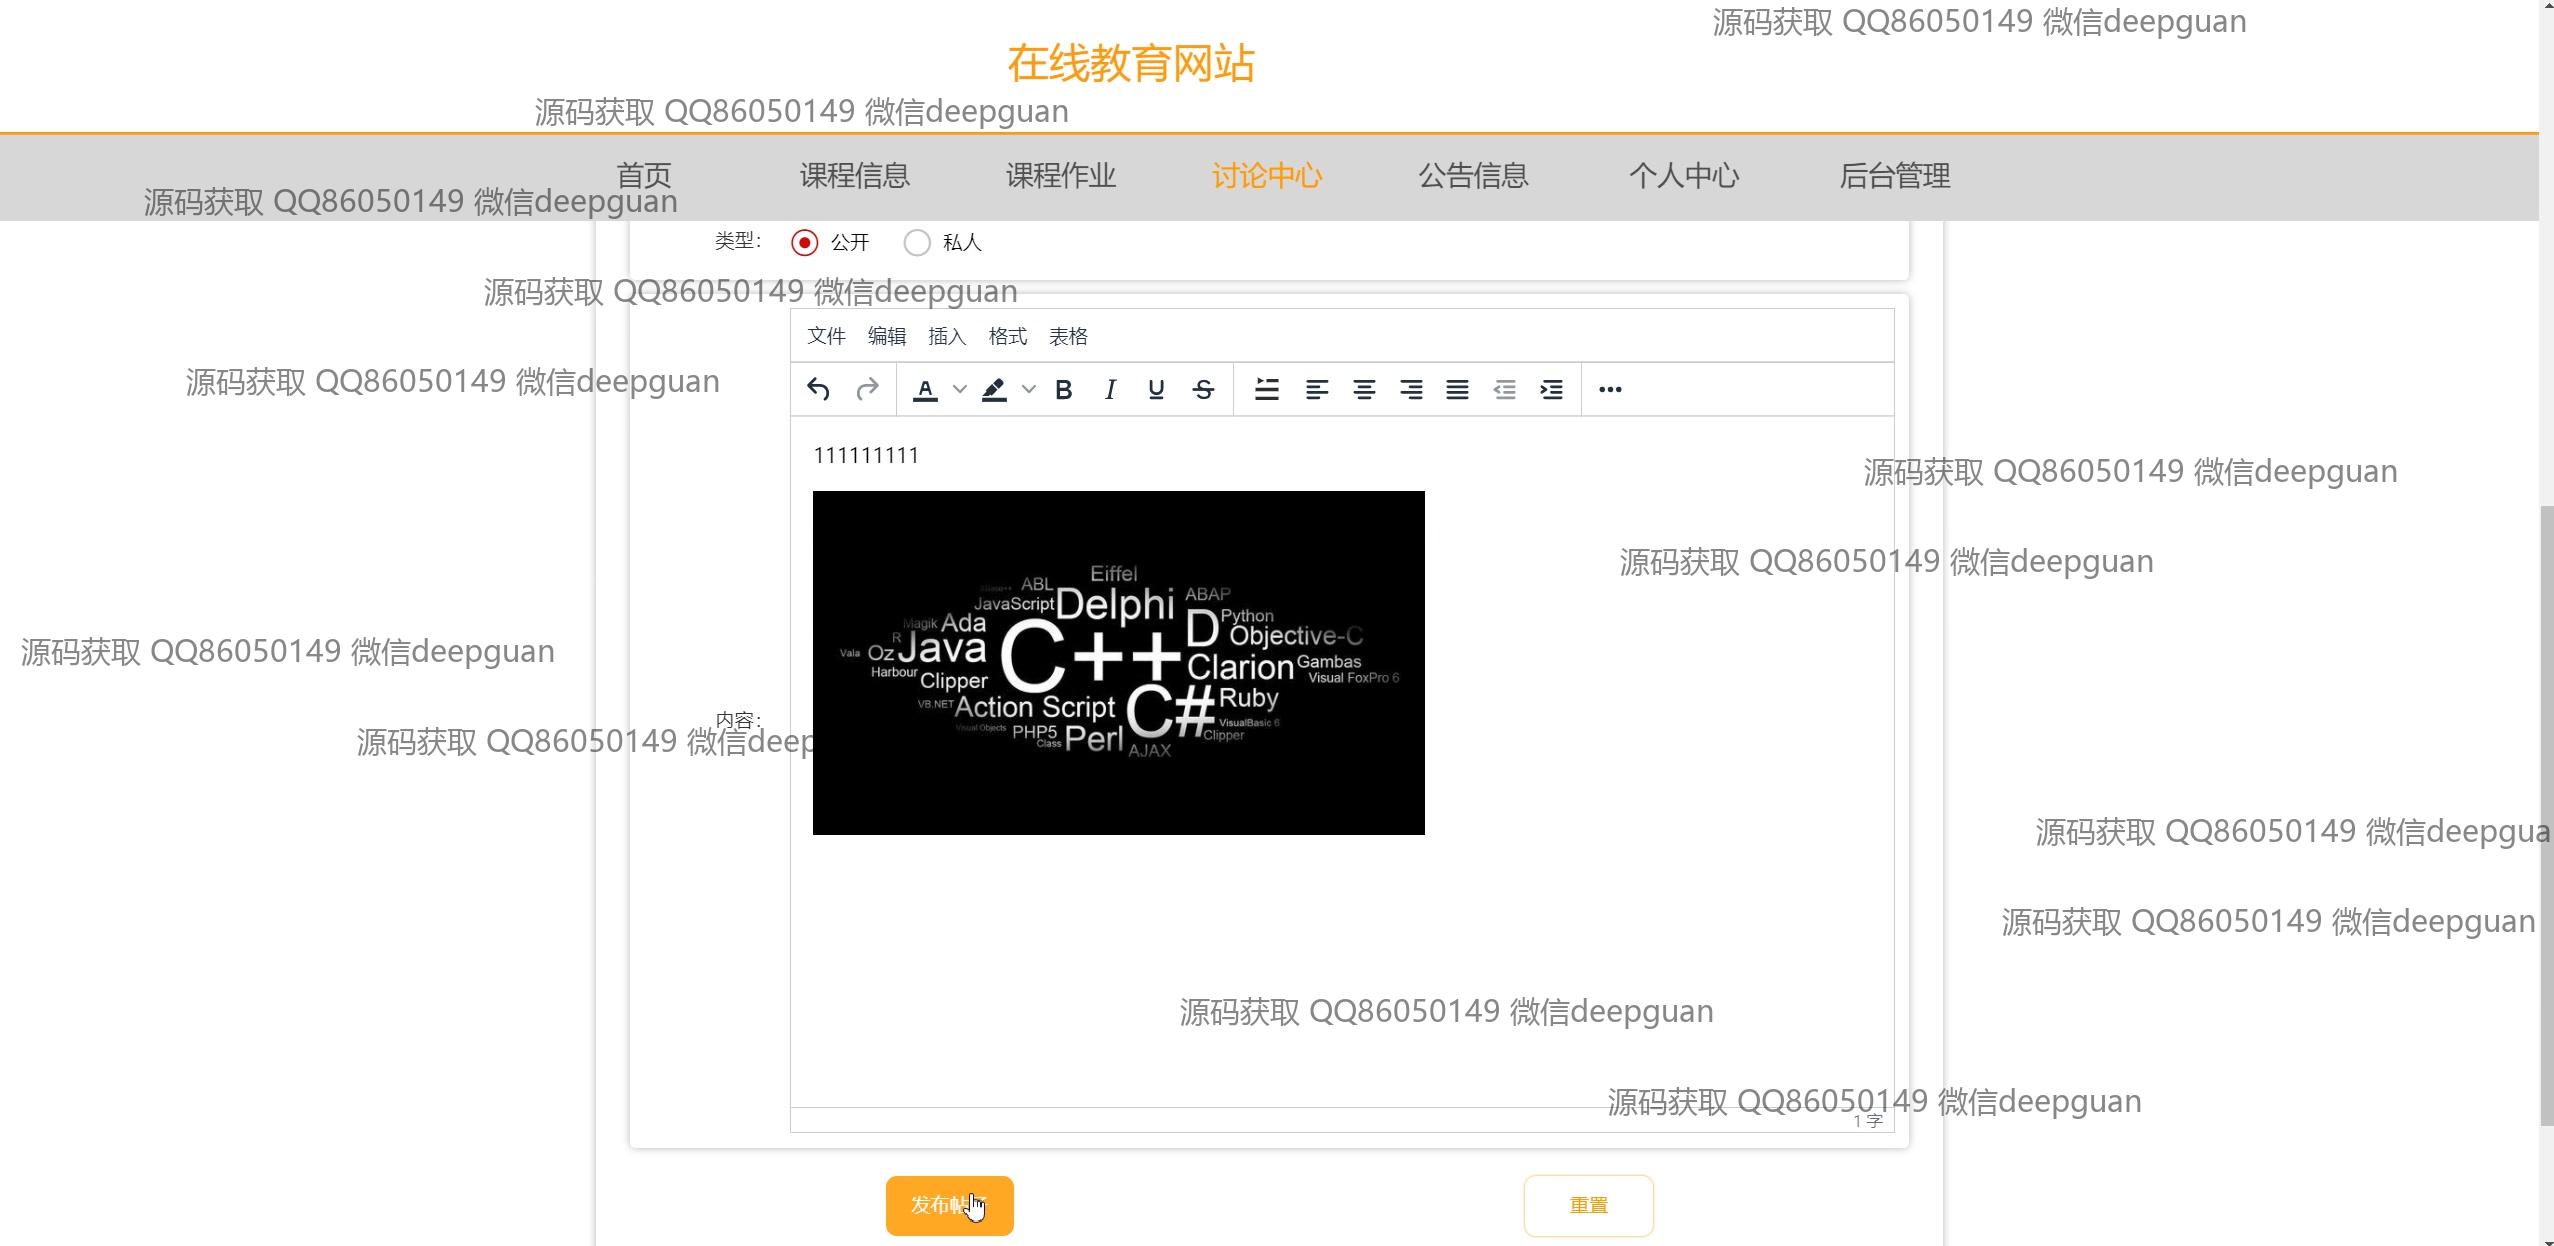 源码获取 QQ86050149 微信deepguan
在线教育网站
源码获取 QQ86050149 微信deepguan
首页 课程信息 课程作业 讨论中心 公告信息 个人中心 后台管理
源码获取 QQ86050149 微信deepguan
类型： 公开 私人
源码获取 QQ86050149 微信deepguan
文件 编辑 插入 格式 表格
源码获取 QQ86050149 微信deepguan
111111111
源码获取 QQ86050149 微信deepguan
源码获取 QQ86050149 微信deepguan
Eiffel
ABL
JavaScript Delphi ABAP
Magik Ada D Python
R Objective-C
Vala Oz Java C++ Clarion Gambas
Harbour Clipper Visual FoxPro 6
VB.NET Action Script C# Ruby
Visual Objects PHP5 VisualBasic 6
Class Perl Clipper
AJAX
源码获取 QQ86050149 微信deepguan
内容：
源码获取 QQ86050149 微信deep
源码获取 QQ86050149 微信deepgua
源码获取 QQ86050149 微信deepguan
源码获取 QQ86050149 微信deepguan
源码获取 QQ86050149 微信deepguan
1 字
发布帖 重置